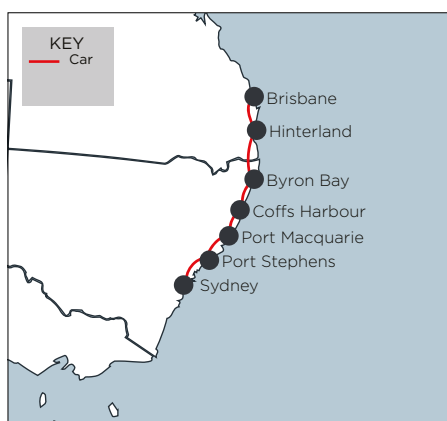 KEY
Car
Brisbane
Hinterland
Byron Bay
Coffs Harbour
Port Macquarie
Port Stephens
Sydney